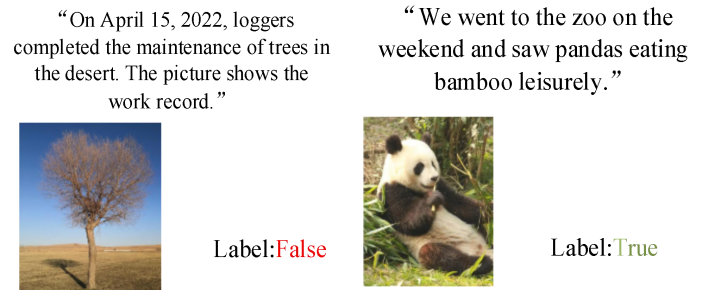 “On April 15, 2022, loggers
completed the maintenance of trees in
the desert. The picture shows the
work record.”
Label:False
“We went to the zoo on the
weekend and saw pandas eating
bamboo leisurely.”
Label:True